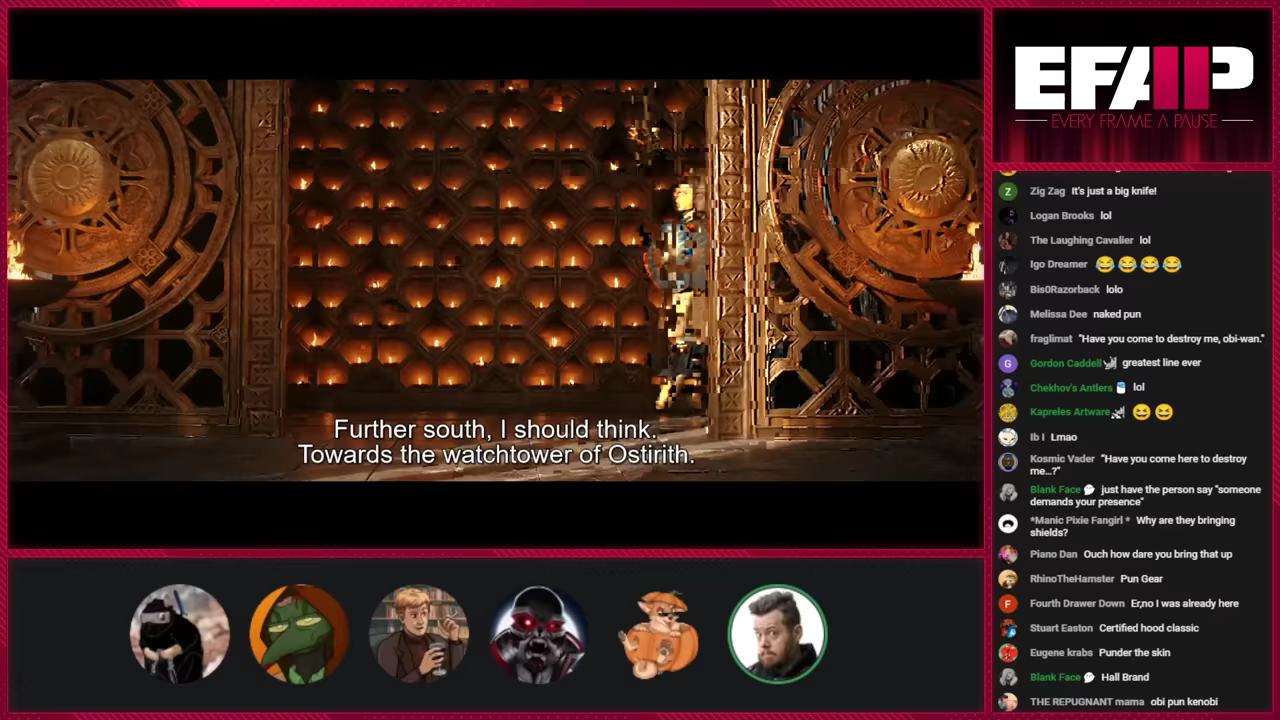 Further south, I should think.
Towards the watchtower of Ostirith.
EFAP
EVERY FRAME A PAUSE
Z Zig Zag It's just a big knife!
Logan Brooks lol
The Laughing Cavalier lol
Igo Dreamer 😂😂😂😂
Bis0Razorback lolo
Melissa Dee naked pun
fraglimat "Have you come to destroy me, obi-wan."
G Gordon Caddell greatest line ever
Chekhov's Antlers lol
Kapreles Artware 😆😆
Ib I Lmao
Kosmic Vader "Have you come here to destroy
me...?"
Blank Face just have the person say "someone
demands your presence"
*Manic Pixie Fangirl * Why are they bringing
shields?
Piano Dan Ouch how dare you bring that up
RhinoTheHamster Pun Gear
F Fourth Drawer Down Er,no I was already here
Stuart Easton Certified hood classic
Eugene krabs Punder the skin
Blank Face Hall Brand
THE REPUGNANT mama obi pun kenobi